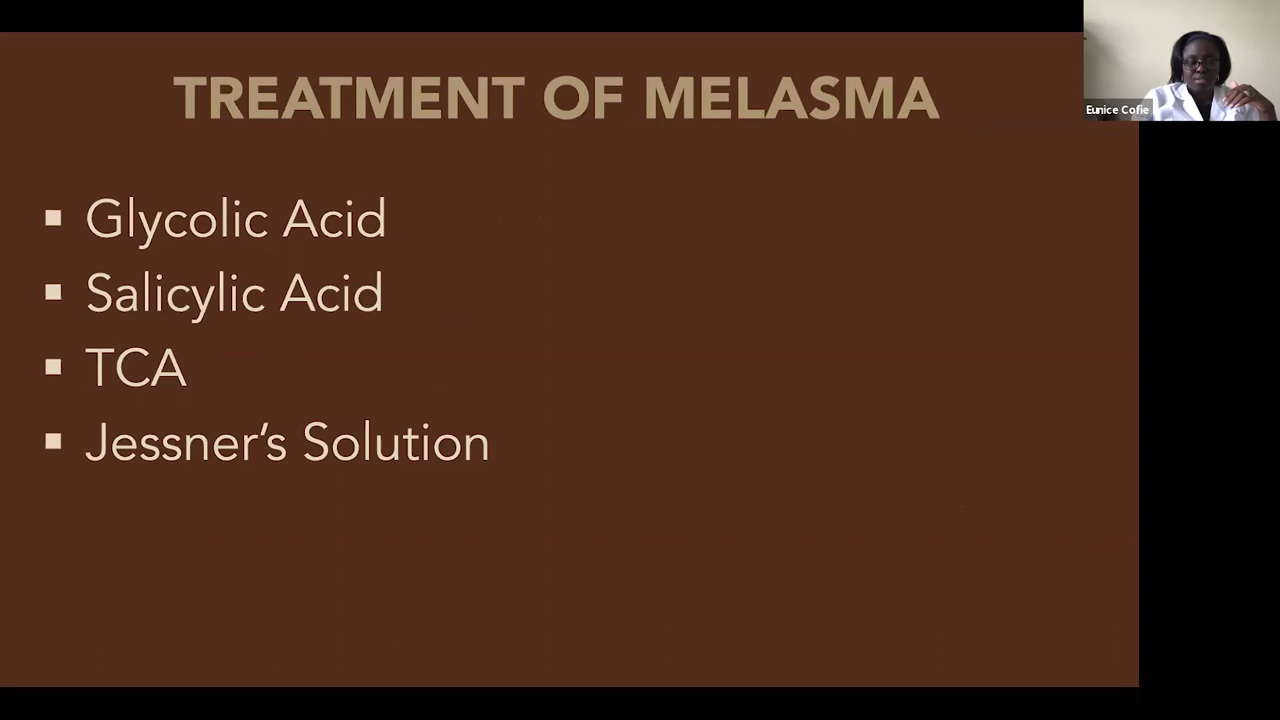 TREATMENT OF MELASMA
Eunice Cofie
▪ Glycolic Acid
▪ Salicylic Acid
▪ TCA
▪ Jessner’s Solution